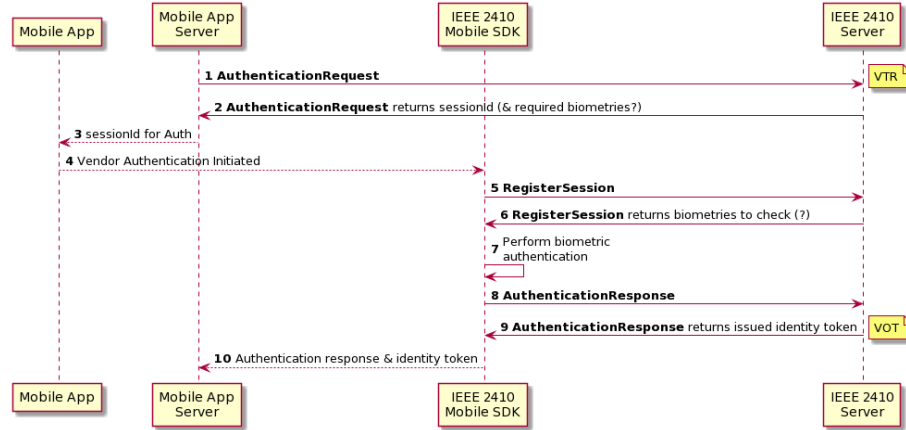 Mobile App
Mobile App
Server
IEEE 2410
Mobile SDK
IEEE 2410
Server
1 AuthenticationRequest
VTR
2 AuthenticationRequest returns sessionId (& required biometries?)
3 sessionId for Auth
4 Vendor Authentication Initiated
5 RegisterSession
6 RegisterSession returns biometries to check (?)
7 Perform biometric
authentication
8 AuthenticationResponse
9 AuthenticationResponse returns issued identity token
VOT
10 Authentication response & identity token
Mobile App
Mobile App
Server
IEEE 2410
Mobile SDK
IEEE 2410
Server